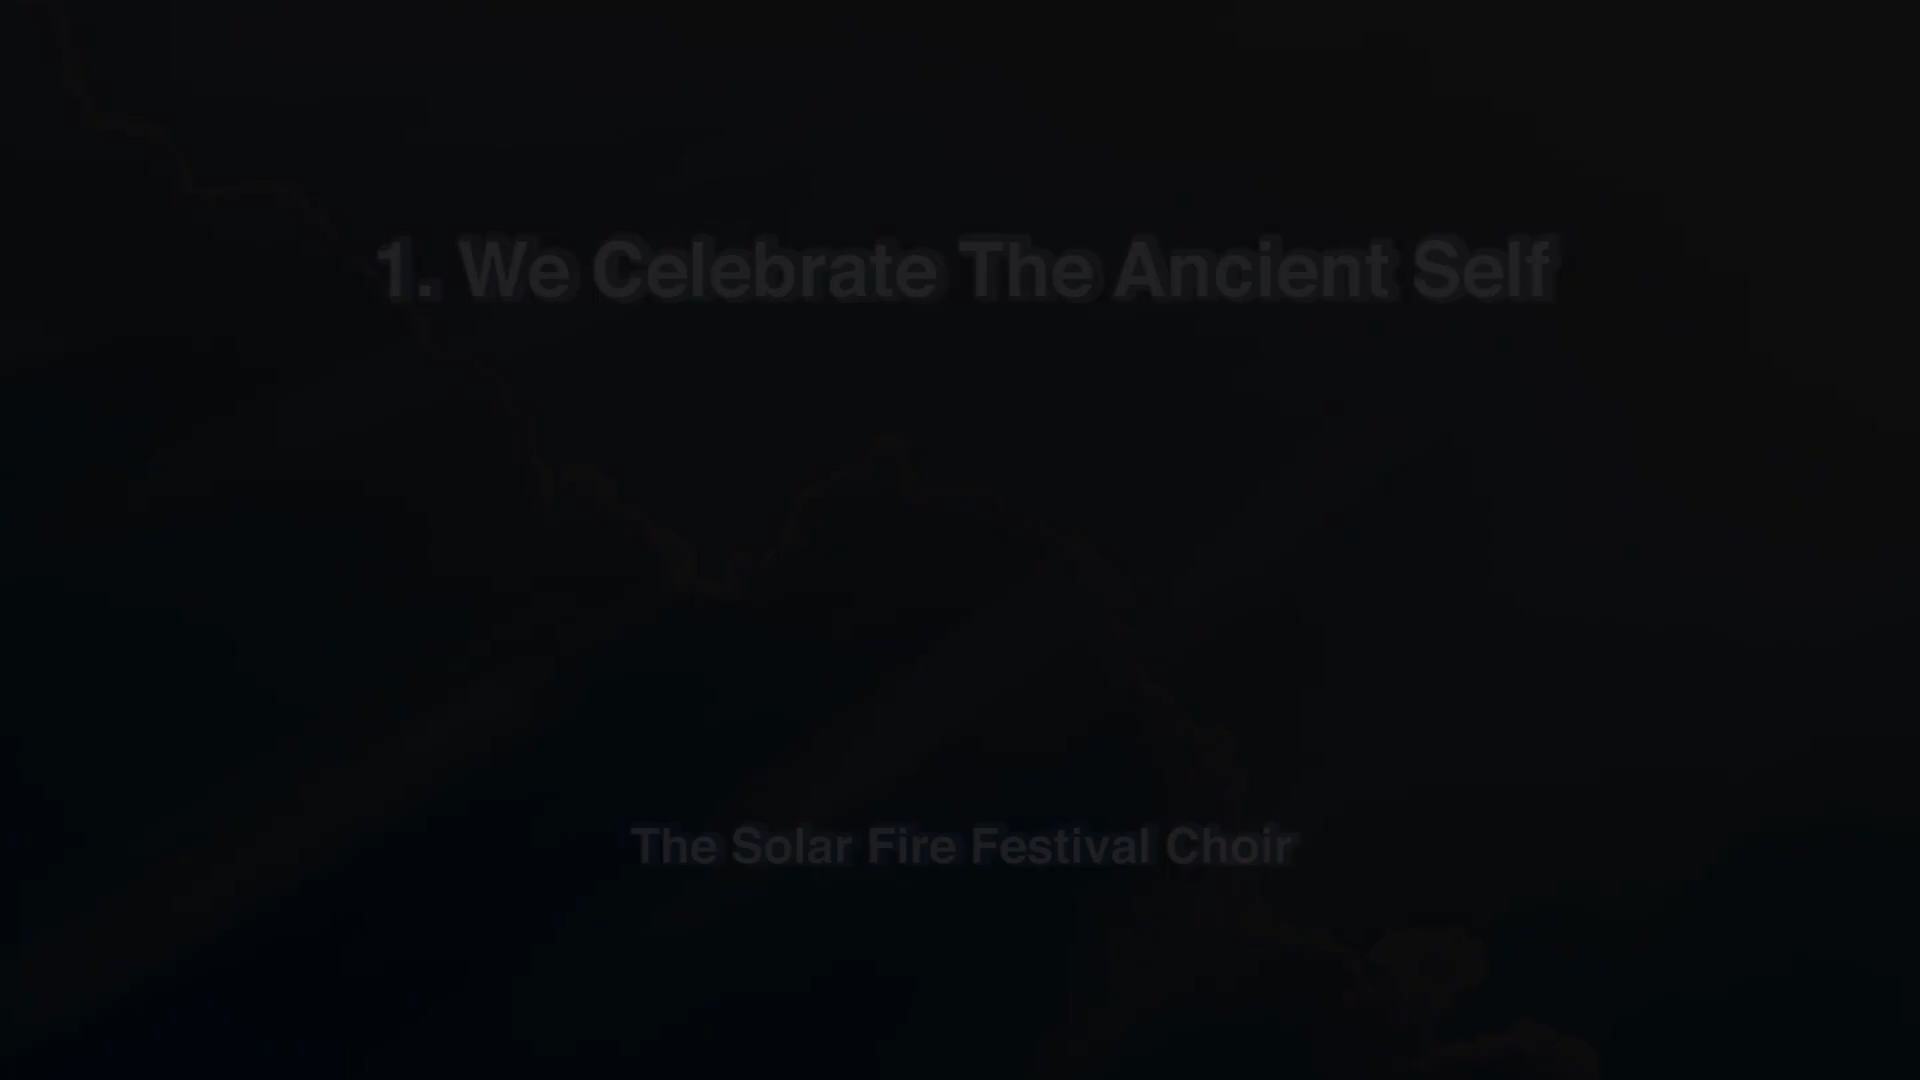 1. We Celebrate The Ancient Self
The Solar Fire Festival Choir